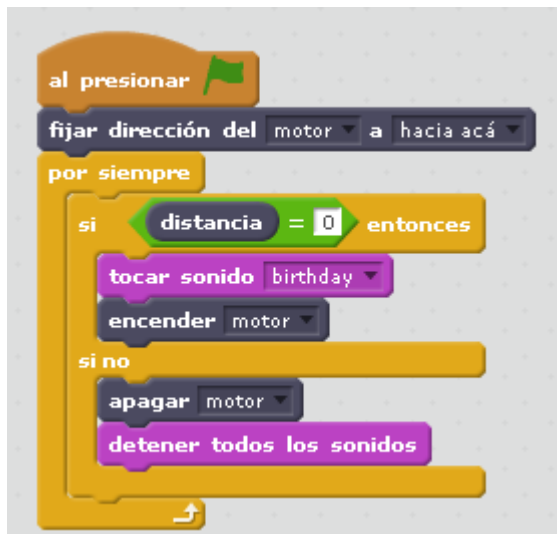 al presionar
fijar dirección del motor a hacia acá
por siempre
si distancia = 0 entonces
tocar sonido birthday
encender motor
si no
apagar motor
detener todos los sonidos